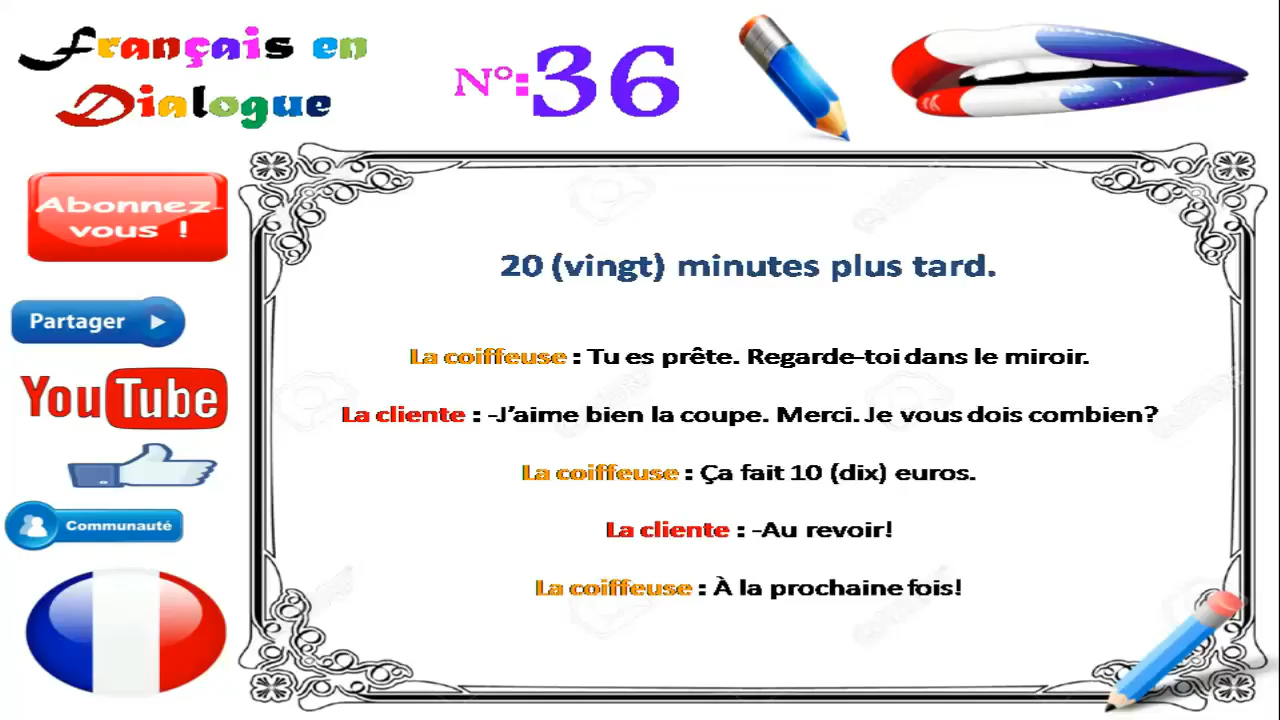 Français en
Dialogue
N°:36
Abonnez-
vous !
Partager
YouTube
Communauté
20 (vingt) minutes plus tard.
La coiffeuse : Tu es prête. Regarde-toi dans le miroir.
La cliente : -J’aime bien la coupe. Merci. Je vous dois combien?
La coiffeuse : Ça fait 10 (dix) euros.
La cliente : -Au revoir!
La coiffeuse : À la prochaine fois!